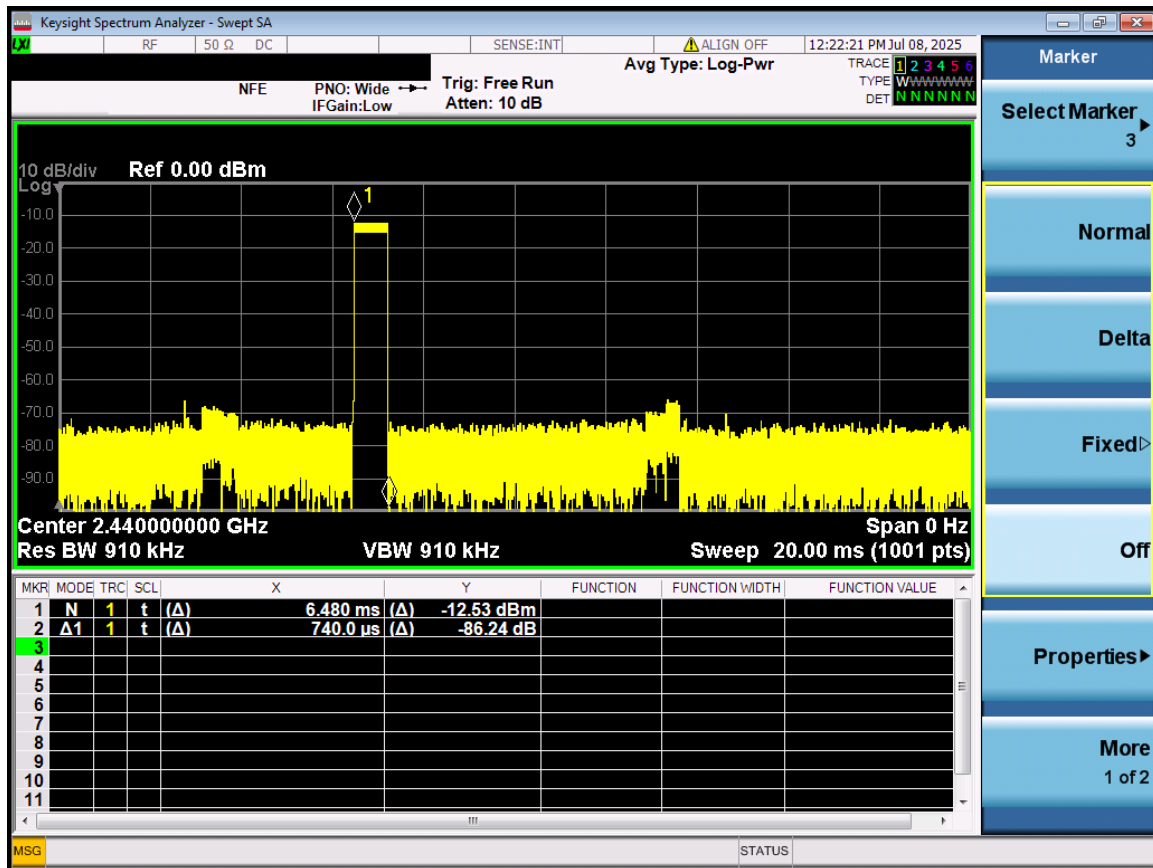 Keysight Spectrum Analyzer - Swept SA
LXI RF 50 Ω DC SENSE:INT ALIGN OFF 12:22:21 PM Jul 08, 2025
NFE PNO: Wide Trig: Free Run Avg Type: Log-Pwr TRACE 1 2 3 4 5 6
IFGain:Low Atten: 10 dB TYPE WWWWWW
DET N N N N N N
10 dB/div Ref 0.00 dBm
Log
1
-10.0
-20.0
-30.0
-40.0
-50.0
-60.0
-70.0
-80.0
-90.0
Center 2.440000000 GHz Span 0 Hz
Res BW 910 kHz VBW 910 kHz Sweep 20.00 ms (1001 pts)
MKR MODE TRC SCL X Y FUNCTION FUNCTION WIDTH FUNCTION VALUE
1 N 1 t (Δ) 6.480 ms (Δ) -12.53 dBm
2 Δ1 1 t (Δ) 740.0 µs (Δ) -86.24 dB
3
4
5
6
7
8
9
10
11
MSG STATUS
Marker
Select Marker
3
Normal
Delta
Fixed
Off
Properties
More
1 of 2